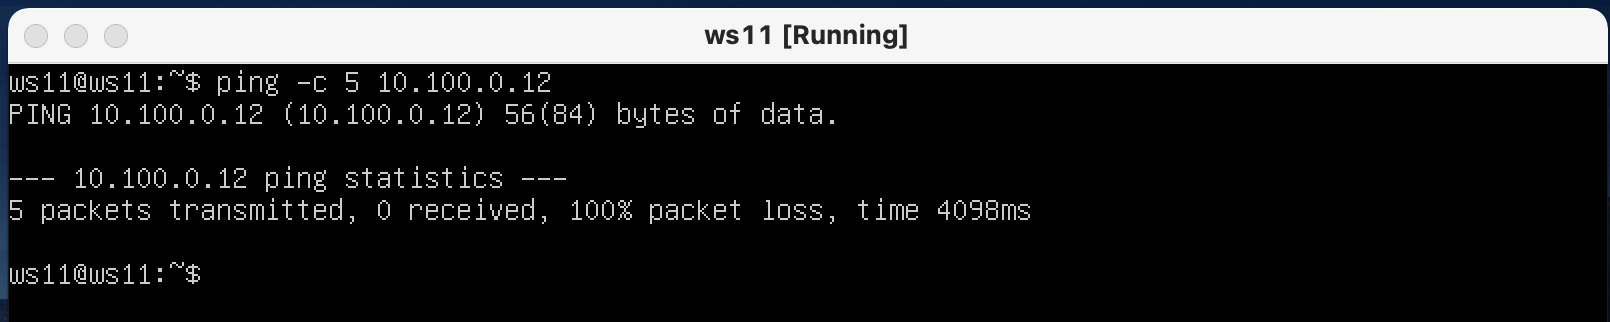 ws11 [Running]
ws11@ws11:~$ ping -c 5 10.100.0.12
PING 10.100.0.12 (10.100.0.12) 56(84) bytes of data.
--- 10.100.0.12 ping statistics ---
5 packets transmitted, 0 received, 100% packet loss, time 4098ms
ws11@ws11:~$